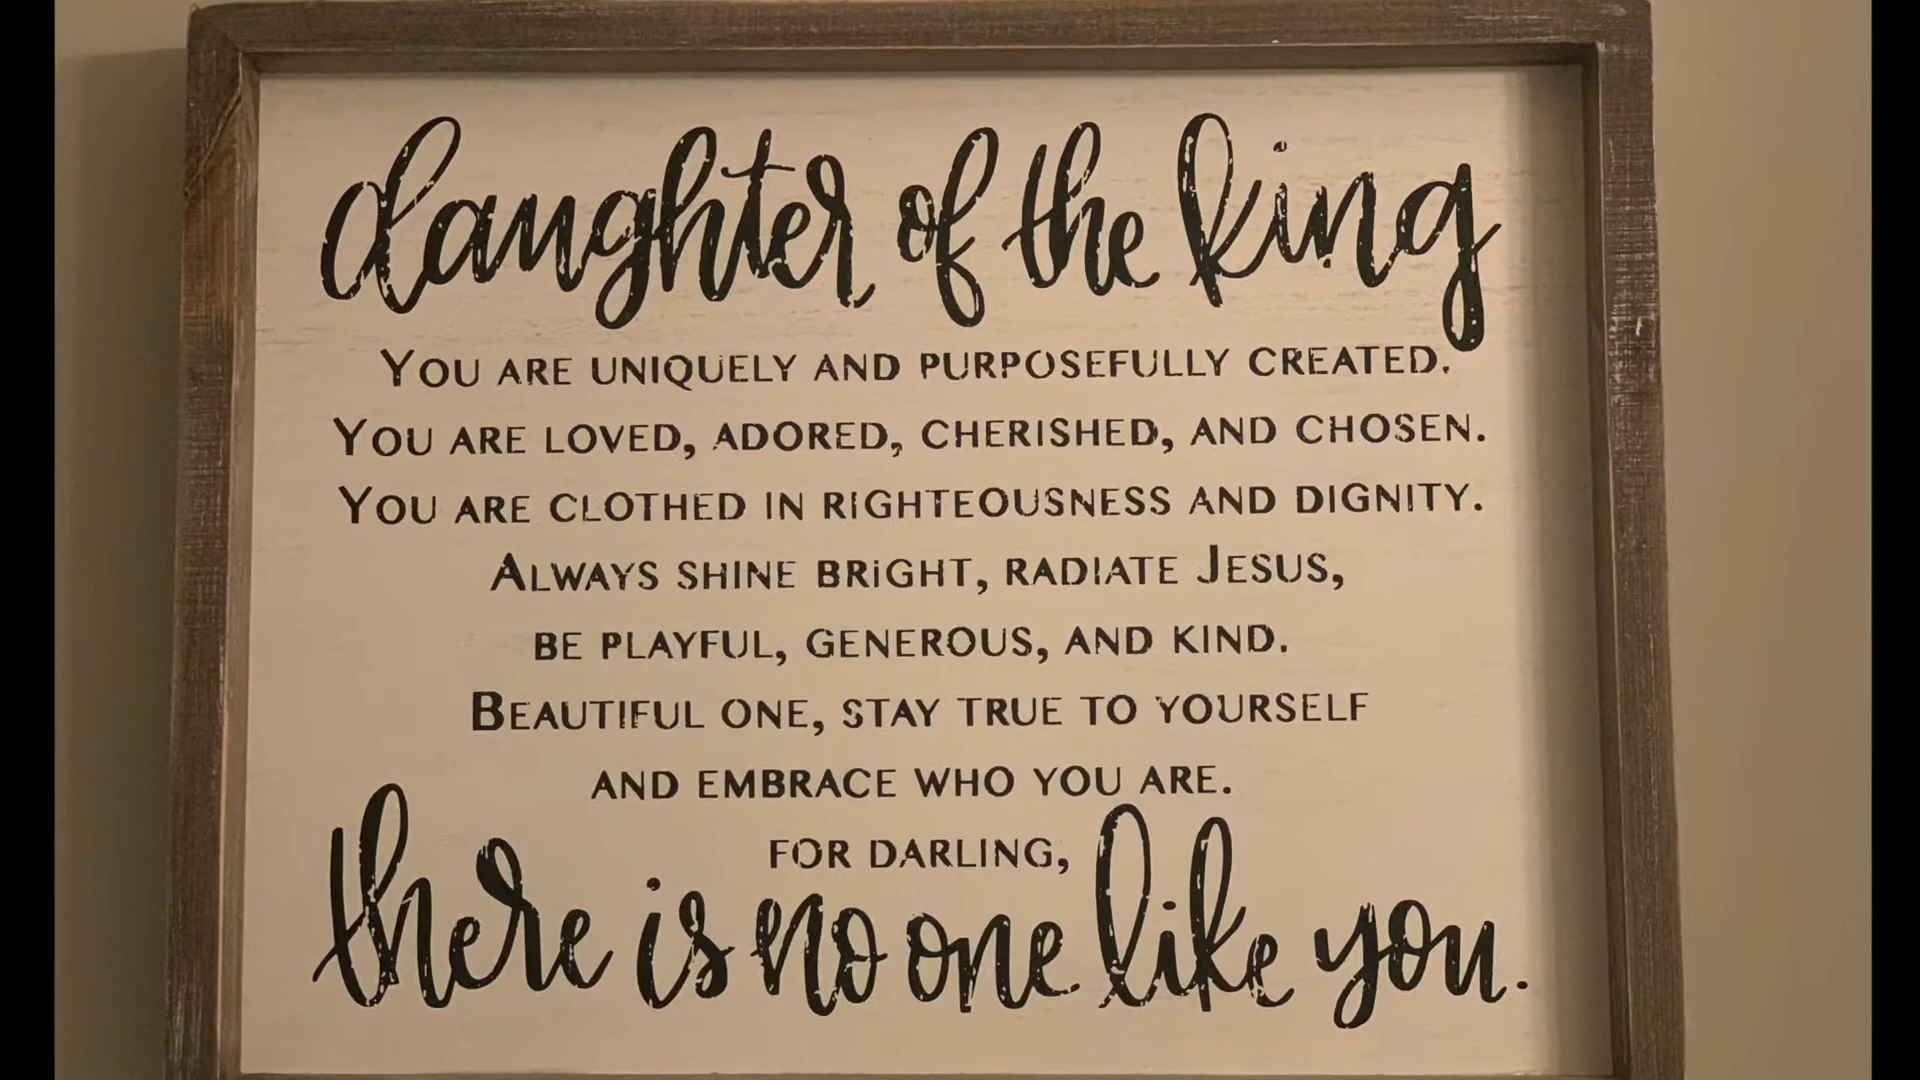 daughter of the king
YOU ARE UNIQUELY AND PURPOSEFULLY CREATED.
YOU ARE LOVED, ADORED, CHERISHED, AND CHOSEN.
YOU ARE CLOTHED IN RIGHTEOUSNESS AND DIGNITY.
ALWAYS SHINE BRIGHT, RADIATE JESUS,
BE PLAYFUL, GENEROUS, AND KIND.
BEAUTIFUL ONE, STAY TRUE TO YOURSELF
AND EMBRACE WHO YOU ARE.
FOR DARLING,
there is no one like you.